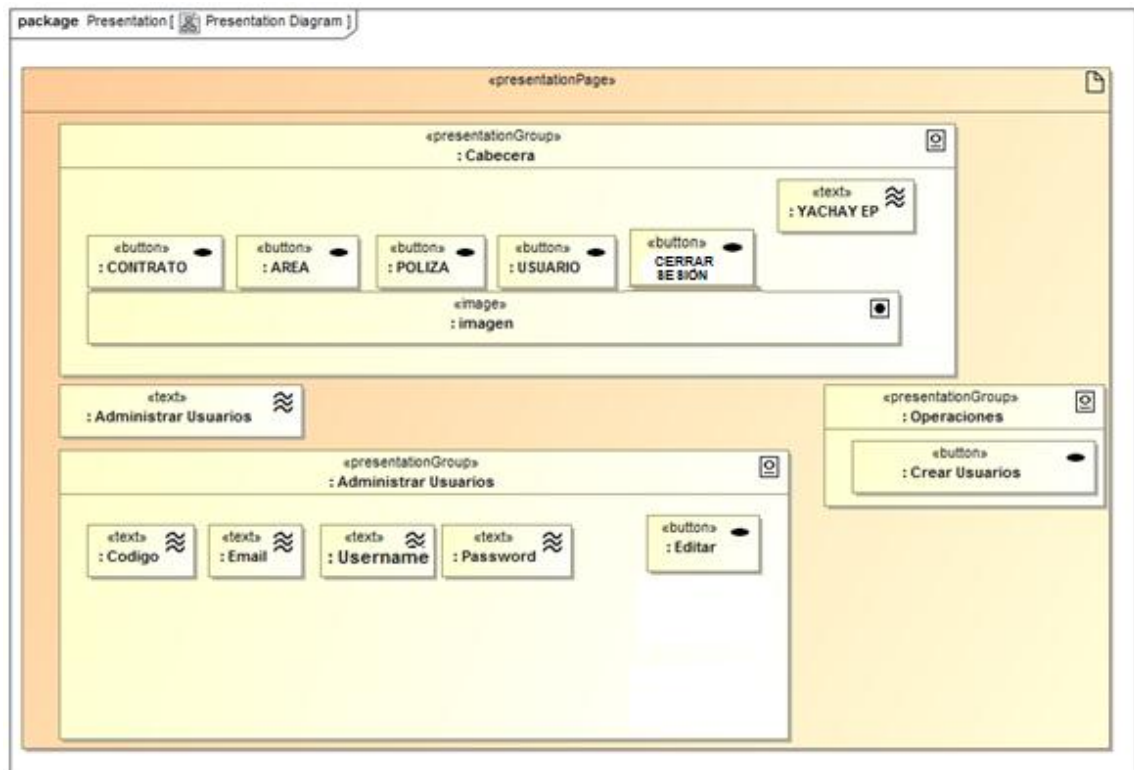 package Presentation [ Presentation Diagram ]
«presentationPage»
«presentationGroup»
: Cabecera
«text»
: YACHAY EP
«button»
: CONTRATO
«button»
: AREA
«button»
: POLIZA
«button»
: USUARIO
«button»
CERRAR
SESIÓN
«image»
: imagen
«text»
: Administrar Usuarios
«presentationGroup»
: Operaciones
«button»
: Crear Usuarios
«presentationGroup»
: Administrar Usuarios
«text»
: Codigo
«text»
: Email
«text»
: Username
«text»
: Password
«button»
: Editar